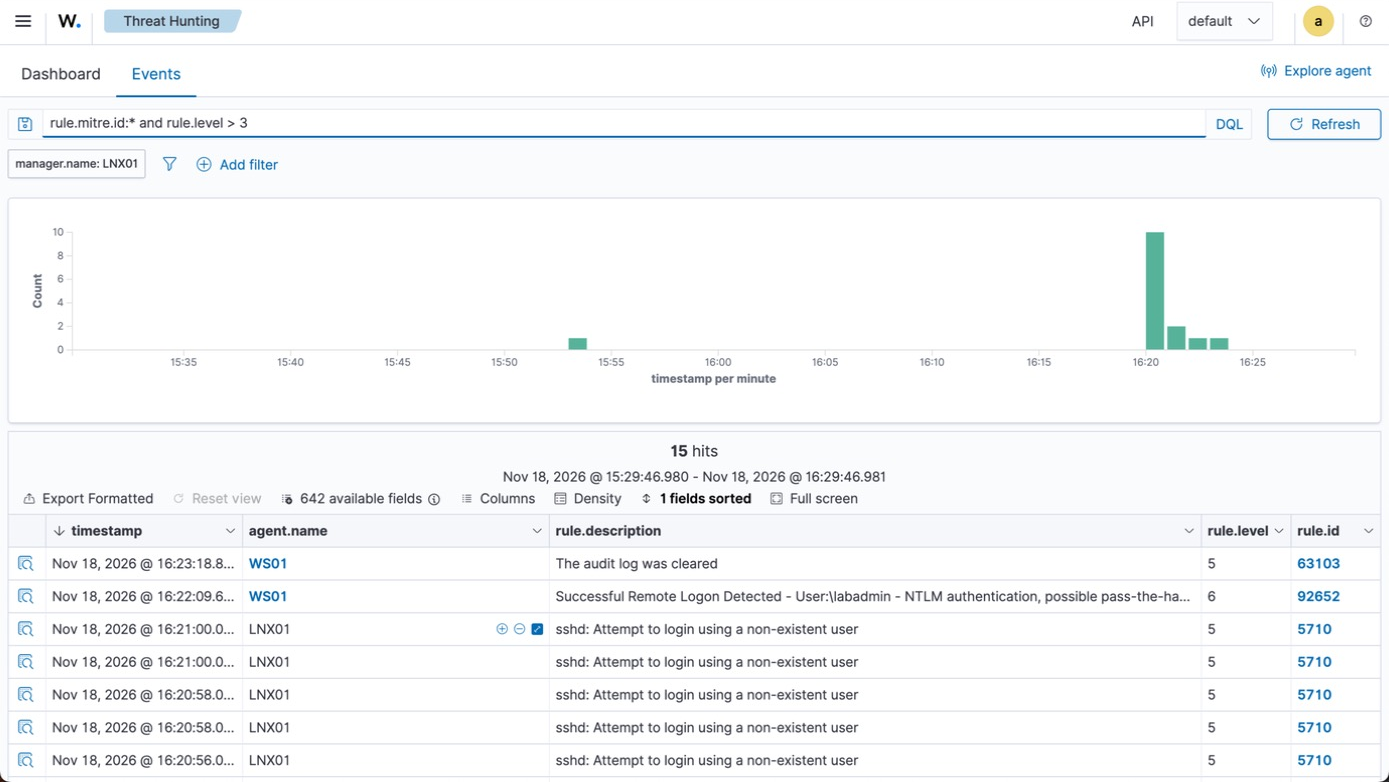 W.
Threat Hunting
API
default
a
Dashboard
Events
Explore agent
rule.mitre.id:* and rule.level > 3
DQL
Refresh
manager.name: LNX01
Add filter
10
8
6
4
2
0
Count
15:35 15:40 15:45 15:50 15:55 16:00 16:05 16:10 16:15 16:20 16:25
timestamp per minute
15 hits
Nov 18, 2026 @ 15:29:46.980 - Nov 18, 2026 @ 16:29:46.981
Export Formatted Reset view 642 available fields Columns Density 1 fields sorted Full screen
timestamp agent.name rule.description rule.level rule.id
Nov 18, 2026 @ 16:23:18.8... WS01 The audit log was cleared 5 63103
Nov 18, 2026 @ 16:22:09.6... WS01 Successful Remote Logon Detected - User:\labadmin - NTLM authentication, possible pass-the-ha... 6 92652
Nov 18, 2026 @ 16:21:00.0... LNX01 sshd: Attempt to login using a non-existent user 5 5710
Nov 18, 2026 @ 16:21:00.0... LNX01 sshd: Attempt to login using a non-existent user 5 5710
Nov 18, 2026 @ 16:20:58.0... LNX01 sshd: Attempt to login using a non-existent user 5 5710
Nov 18, 2026 @ 16:20:58.0... LNX01 sshd: Attempt to login using a non-existent user 5 5710
Nov 18, 2026 @ 16:20:56.0... LNX01 sshd: Attempt to login using a non-existent user 5 5710